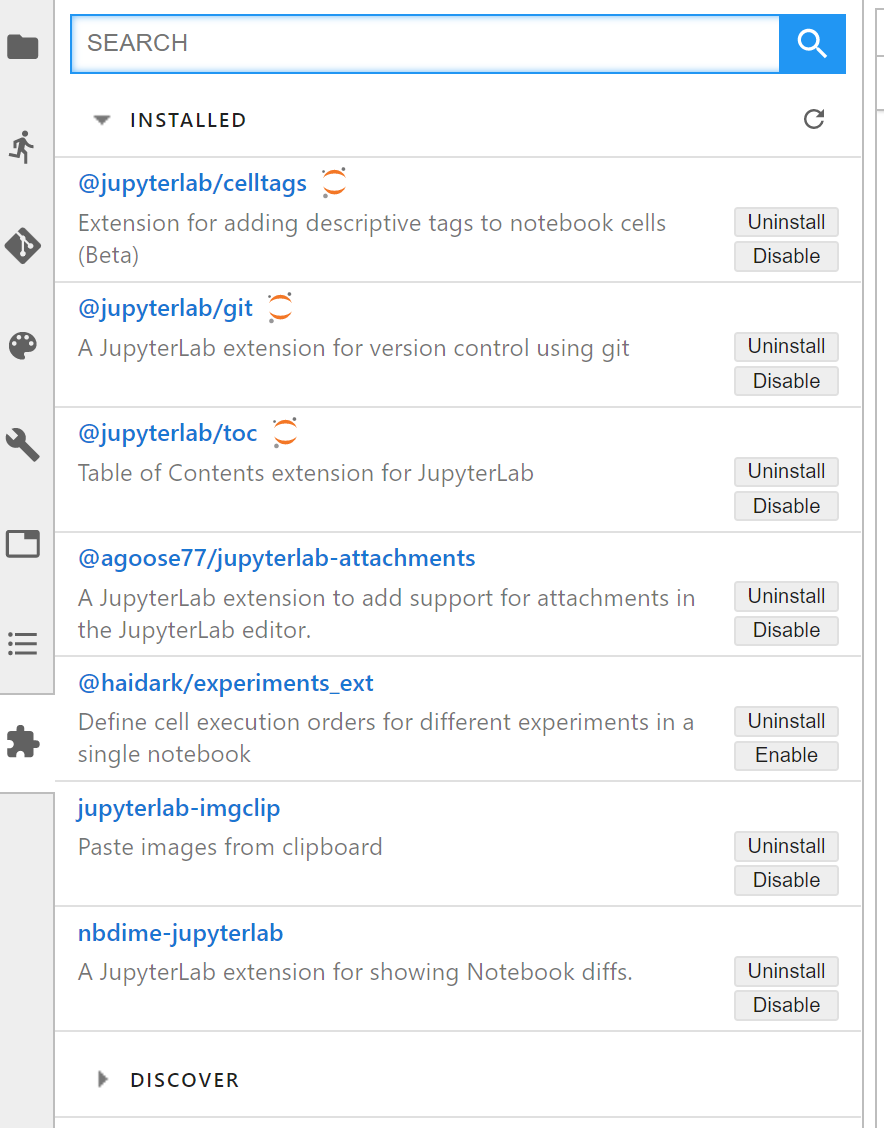 SEARCH
INSTALLED
@jupyterlab/celltags
Extension for adding descriptive tags to notebook cells
(Beta)
Uninstall
Disable
@jupyterlab/git
A JupyterLab extension for version control using git
Uninstall
Disable
@jupyterlab/toc
Table of Contents extension for JupyterLab
Uninstall
Disable
@agoose77/jupyterlab-attachments
A JupyterLab extension to add support for attachments in
the JupyterLab editor.
Uninstall
Disable
@haidark/experiments_ext
Define cell execution orders for different experiments in a
single notebook
Uninstall
Enable
jupyterlab-imgclip
Paste images from clipboard
Uninstall
Disable
nbdime-jupyterlab
A JupyterLab extension for showing Notebook diffs.
Uninstall
Disable
DISCOVER